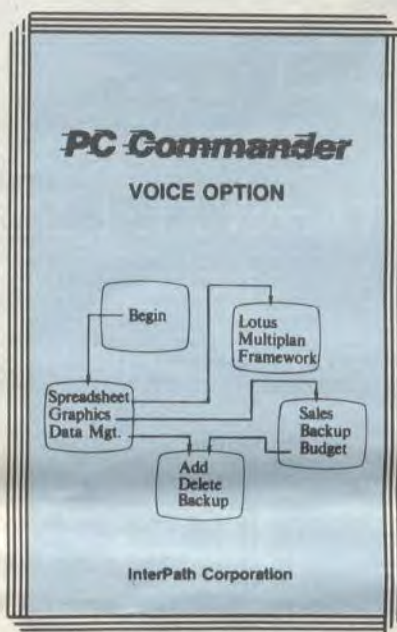 PC Commander
VOICE OPTION
Begin
Lotus
Multiplan
Framework
Spreadsheet
Graphics
Data Mgt.
Sales
Backup
Budget
Add
Delete
Backup
InterPath Corporation